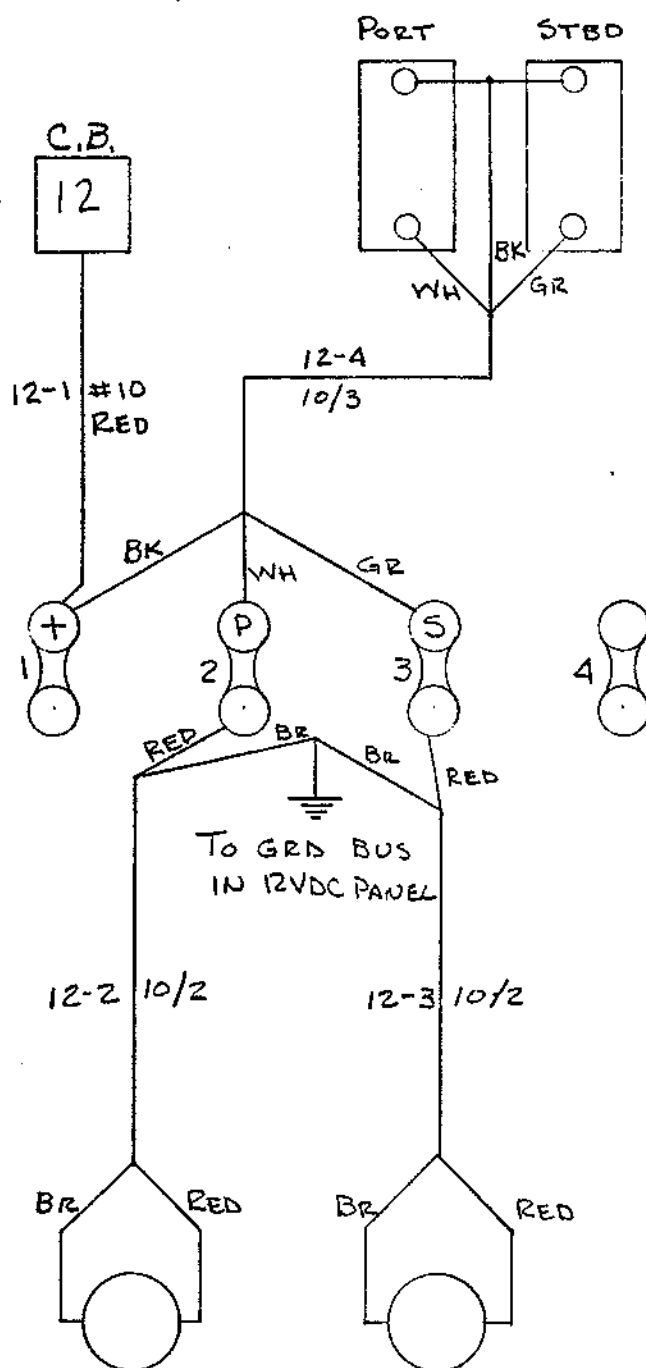 PORT
STBD
C.B.
12
BK
WH
GR
12-4
10/3
12-1 #10
RED
BK
WH
GR
+
P
S
1
2
3
4
RED
BR
BR
RED
TO GRD BUS
IN 12VDC PANEL
12-2 10/2
12-3 10/2
BR
RED
BR
RED